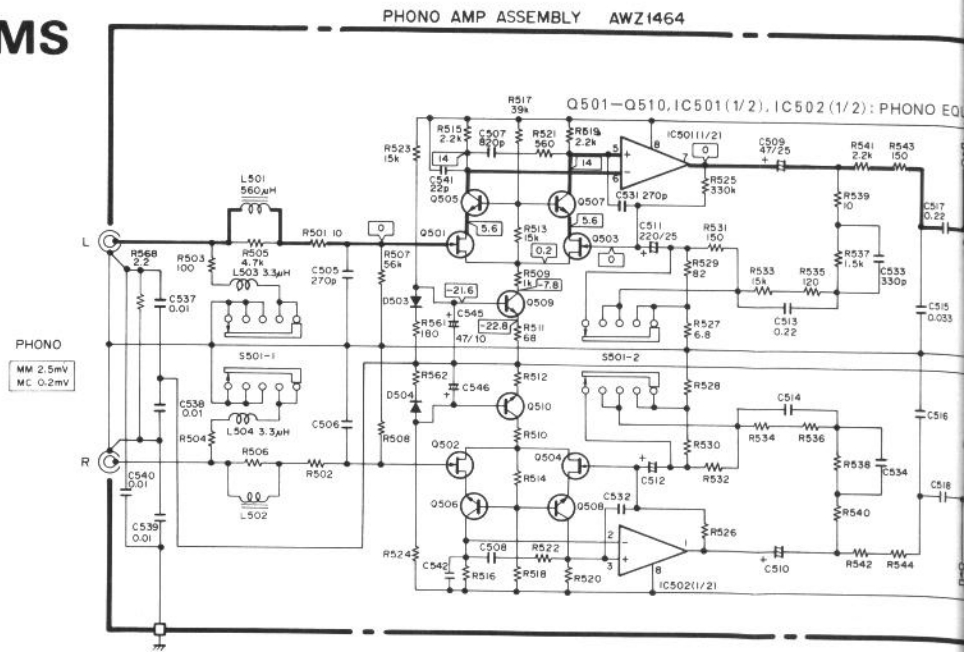 MS
PHONO AMP ASSEMBLY AWZ1464
Q501–Q510, IC501(1/2), IC502(1/2): PHONO EQU
R517
39k
R515
2.2k
C507
820p
R521
560
R519
2.2k
IC501(1/2)
8
0
C509
47/25
+
R541
2.2k
R543
150
R523
15k
14
5
+
6
−
7
14
C541
22p
C531 270p
R525
330k
L501
560μH
Q505
Q507
R539
10
C517
0.22
5.6
5.6
L
R501 10
0
Q501
R513
15k
Q503
0.2
0
C511
220/25
+
R531
150
R568
2.2
R503
100
R505
4.7k
L503 3.3μH
C505
270p
R507
56k
R509
1k
-7.8
R529
82
R533
15k
R535
120
R537
1.5k
C533
330p
C537
0.01
D503
-21.6
Q509
C545
+
47/10
R561
180
-22.8
R511
68
R527
6.8
C513
0.22
C515
0.033
PHONO
MM 2.5mV
MC 0.2mV
S501-1
S501-2
R562
C546
+
R512
R528
D504
Q510
C514
C538
0.01
R504
L504 3.3μH
C506
R508
R510
R530
R534
R536
C516
R
R506
R502
Q502
Q504
+
C512
R532
R538
C534
C540
0.01
R514
C518
L502
Q506
Q508
C532
R540
C539
0.01
R526
R524
C508
R522
2
−
3
+
1
C542
R516
R518
R520
8
IC502(1/2)
+
C510
R542
R544